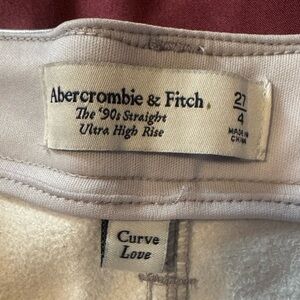 Abercrombie & Fitch.
The '90s Straight
Ultra High Rise
27
4
MADE IN
CHINA
Curve
Love